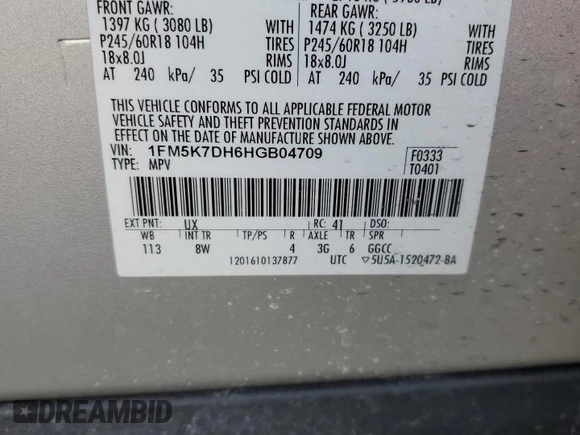 FRONT GAWR:
1397 KG ( 3080 LB) WITH
P245/60R18 104H TIRES
18x8.0J RIMS
AT 240 kPa/ 35 PSI COLD
REAR GAWR:
1474 KG ( 3250 LB) WITH
P245/60R18 104H TIRES
18x8.0J RIMS
AT 240 kPa/ 35 PSI COLD
THIS VEHICLE CONFORMS TO ALL APPLICABLE FEDERAL MOTOR
VEHICLE SAFETY AND THEFT PREVENTION STANDARDS IN
EFFECT ON THE DATE OF MANUFACTURE SHOWN ABOVE.
VIN: 1FM5K7DH6HGB04709
TYPE: MPV
F0333
T0401
EXT PNT: UX RC: 41 DSO:
WB INT TR TP/PS R AXLE TR SPR
113 8W 4 3G 6 GGCC
1201610137877 UTC ▽5U5A-1520472-BA
DREAMBID